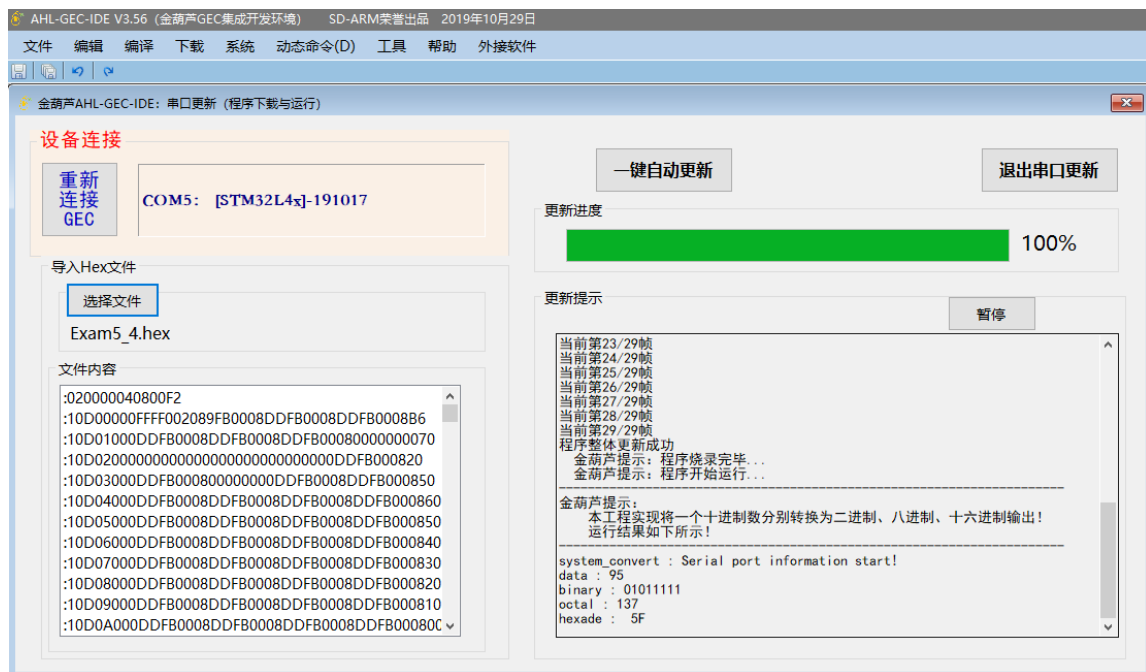 AHL-GEC-IDE V3.56（金葫芦GEC集成开发环境） SD-ARM荣誉出品 2019年10月29日
文件 编辑 编译 下载 系统 动态命令(D) 工具 帮助 外接软件
金葫芦AHL-GEC-IDE：串口更新（程序下载与运行）
设备连接
重新
连接
GEC
COM5： [STM32L4x]-191017
导入Hex文件
选择文件
Exam5_4.hex
文件内容
:020000040800F2
:10D00000FFFF002089FB0008DDFB0008DDFB0008B6
:10D01000DDFB0008DDFB0008DDFB00080000000070
:10D02000000000000000000000000000DDFB000820
:10D03000DDFB000800000000DDFB0008DDFB000850
:10D04000DDFB0008DDFB0008DDFB0008DDFB000860
:10D05000DDFB0008DDFB0008DDFB0008DDFB000850
:10D06000DDFB0008DDFB0008DDFB0008DDFB000840
:10D07000DDFB0008DDFB0008DDFB0008DDFB000830
:10D08000DDFB0008DDFB0008DDFB0008DDFB000820
:10D09000DDFB0008DDFB0008DDFB0008DDFB000810
:10D0A000DDFB0008DDFB0008DDFB0008DDFB000800
一键自动更新
退出串口更新
更新进度
100%
更新提示
暂停
当前第23/29帧
当前第24/29帧
当前第25/29帧
当前第26/29帧
当前第27/29帧
当前第28/29帧
当前第29/29帧
程序整体更新成功
金葫芦提示：程序烧录完毕...
金葫芦提示：程序开始运行...
金葫芦提示：
本工程实现将一个十进制数分别转换为二进制、八进制、十六进制输出！
运行结果如下所示！
system_convert : Serial port information start!
data : 95
binary : 01011111
octal : 137
hexade : 5F